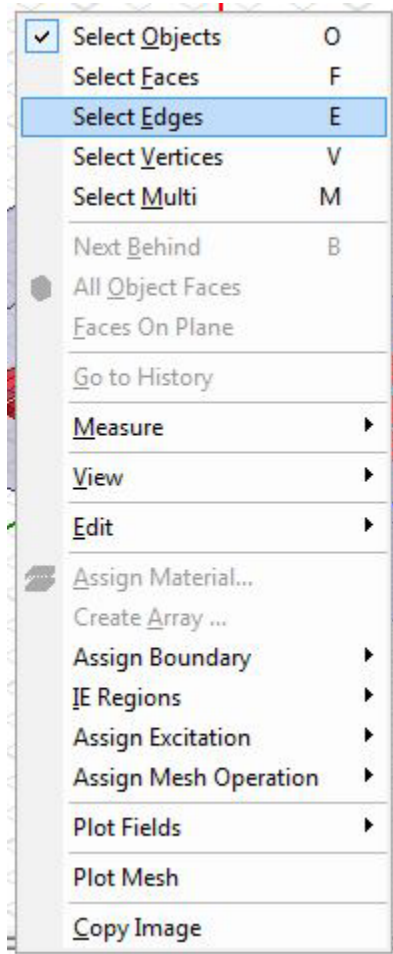 Select Objects O
Select Faces F
Select Edges E
Select Vertices V
Select Multi M
Next Behind B
All Object Faces
Faces On Plane
Go to History
Measure
View
Edit
Assign Material...
Create Array ...
Assign Boundary
IE Regions
Assign Excitation
Assign Mesh Operation
Plot Fields
Plot Mesh
Copy Image